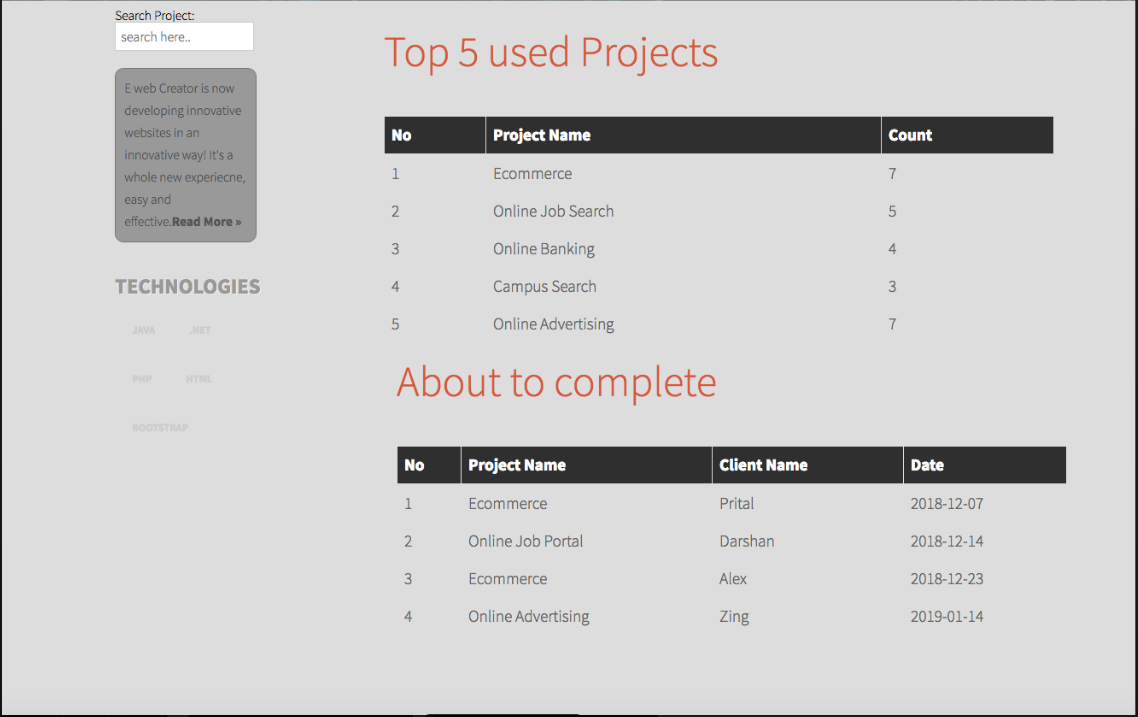 Search Project:
search here..
E web Creator is now
developing innovative
websites in an
innovative way! It's a
whole new experiecne,
easy and
effective.Read More »
TECHNOLOGIES
JAVA .NET
PHP HTML
BOOTSTRAP
Top 5 used Projects
No Project Name Count
1 Ecommerce 7
2 Online Job Search 5
3 Online Banking 4
4 Campus Search 3
5 Online Advertising 7
About to complete
No Project Name Client Name Date
1 Ecommerce Prital 2018-12-07
2 Online Job Portal Darshan 2018-12-14
3 Ecommerce Alex 2018-12-23
4 Online Advertising Zing 2019-01-14